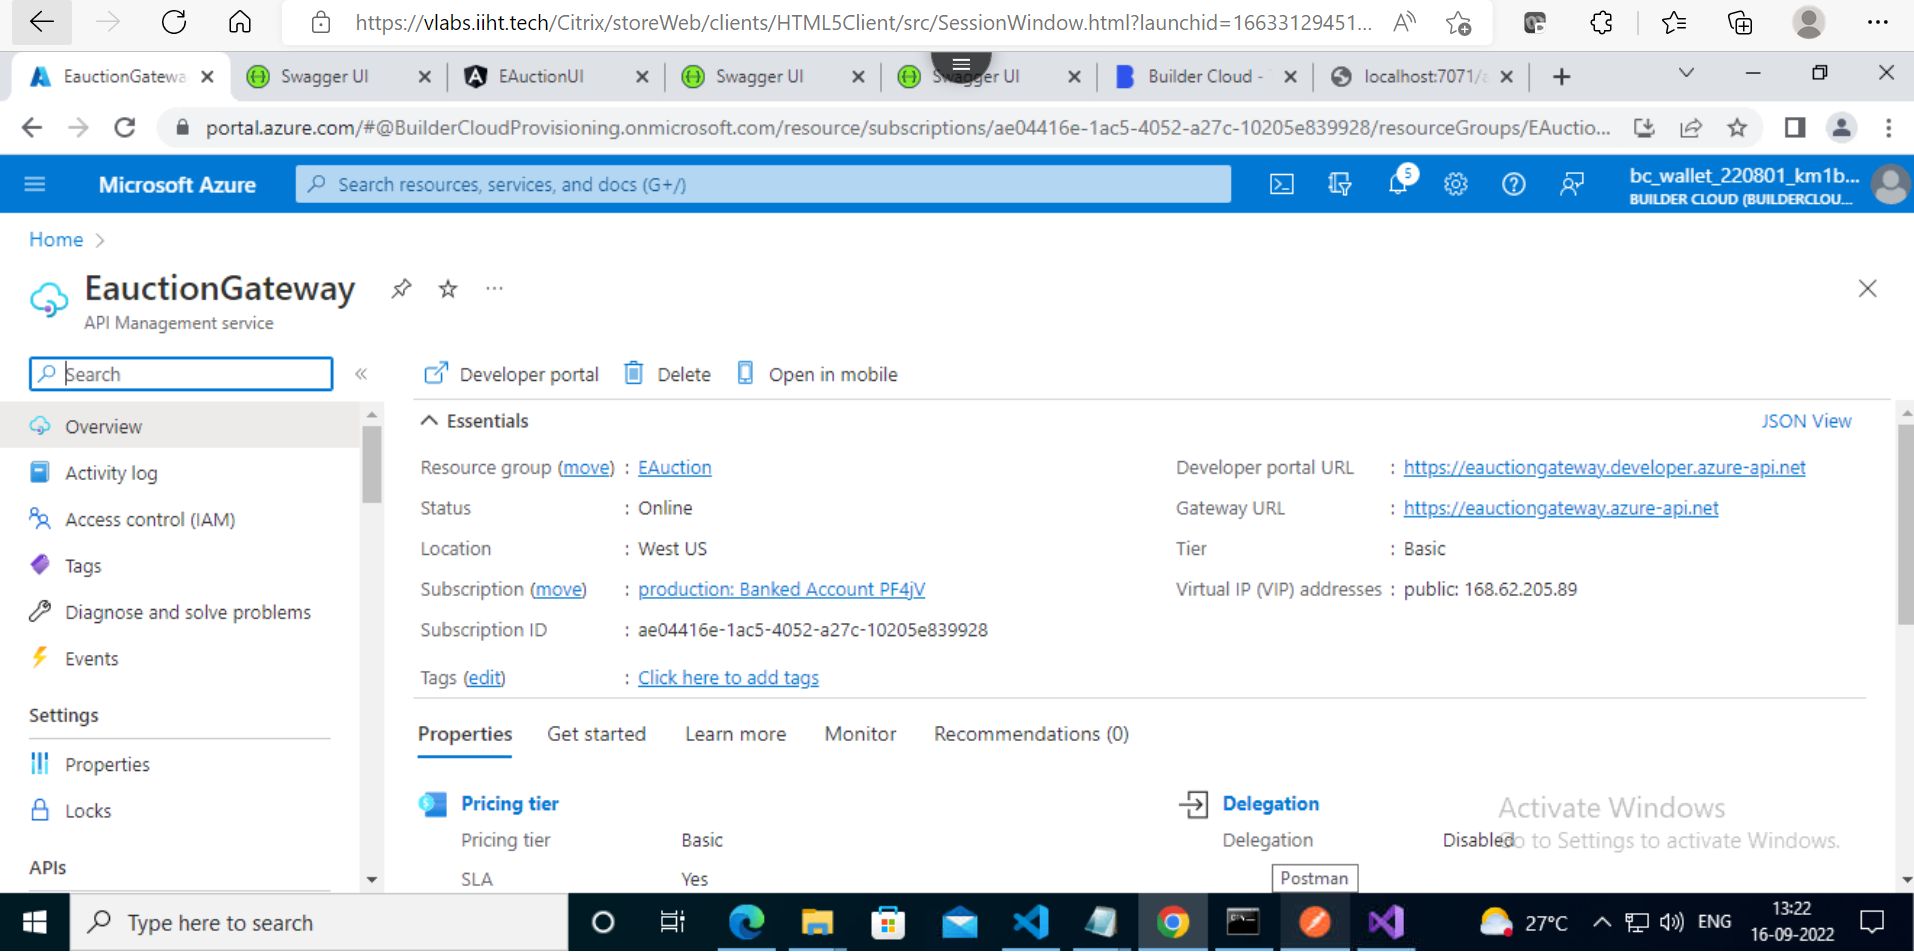 https://vlabs.iiht.tech/Citrix/storeWeb/clients/HTML5Client/src/SessionWindow.html?launchid=16633129451...
EauctionGatewa
Swagger UI
EAuctionUI
Swagger UI
Swagger UI
Builder Cloud -
localhost:7071/
portal.azure.com/#@BuilderCloudProvisioning.onmicrosoft.com/resource/subscriptions/ae04416e-1ac5-4052-a27c-10205e839928/resourceGroups/EAuctio...
Microsoft Azure
Search resources, services, and docs (G+/)
5
bc_wallet_220801_km1b...
BUILDER CLOUD (BUILDERCLOU...
Home
EauctionGateway
API Management service
Search
Developer portal
Delete
Open in mobile
Overview
Activity log
Access control (IAM)
Tags
Diagnose and solve problems
Events
Settings
Properties
Locks
APIs
Essentials
JSON View
Resource group (move) : EAuction
Status : Online
Location : West US
Subscription (move) : production: Banked Account PF4jV
Subscription ID : ae04416e-1ac5-4052-a27c-10205e839928
Tags (edit) : Click here to add tags
Developer portal URL : https://eauctiongateway.developer.azure-api.net
Gateway URL : https://eauctiongateway.azure-api.net
Tier : Basic
Virtual IP (VIP) addresses : public: 168.62.205.89
Properties
Get started
Learn more
Monitor
Recommendations (0)
Pricing tier
Pricing tier Basic
SLA Yes
Delegation
Delegation Disabled
Activate Windows
Go to Settings to activate Windows.
Postman
Type here to search
27°C
ENG
13:22
16-09-2022